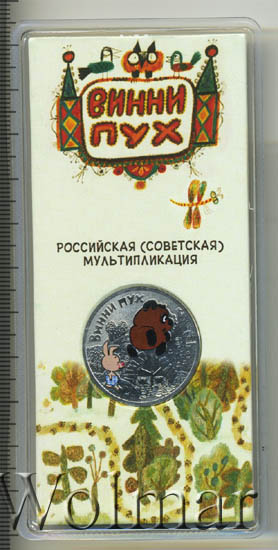 ВИННИ
ПУХ
РОССИЙСКАЯ (СОВЕТСКАЯ)
МУЛЬТИПЛИКАЦИЯ
ВИННИ ПУХ
Wolmar